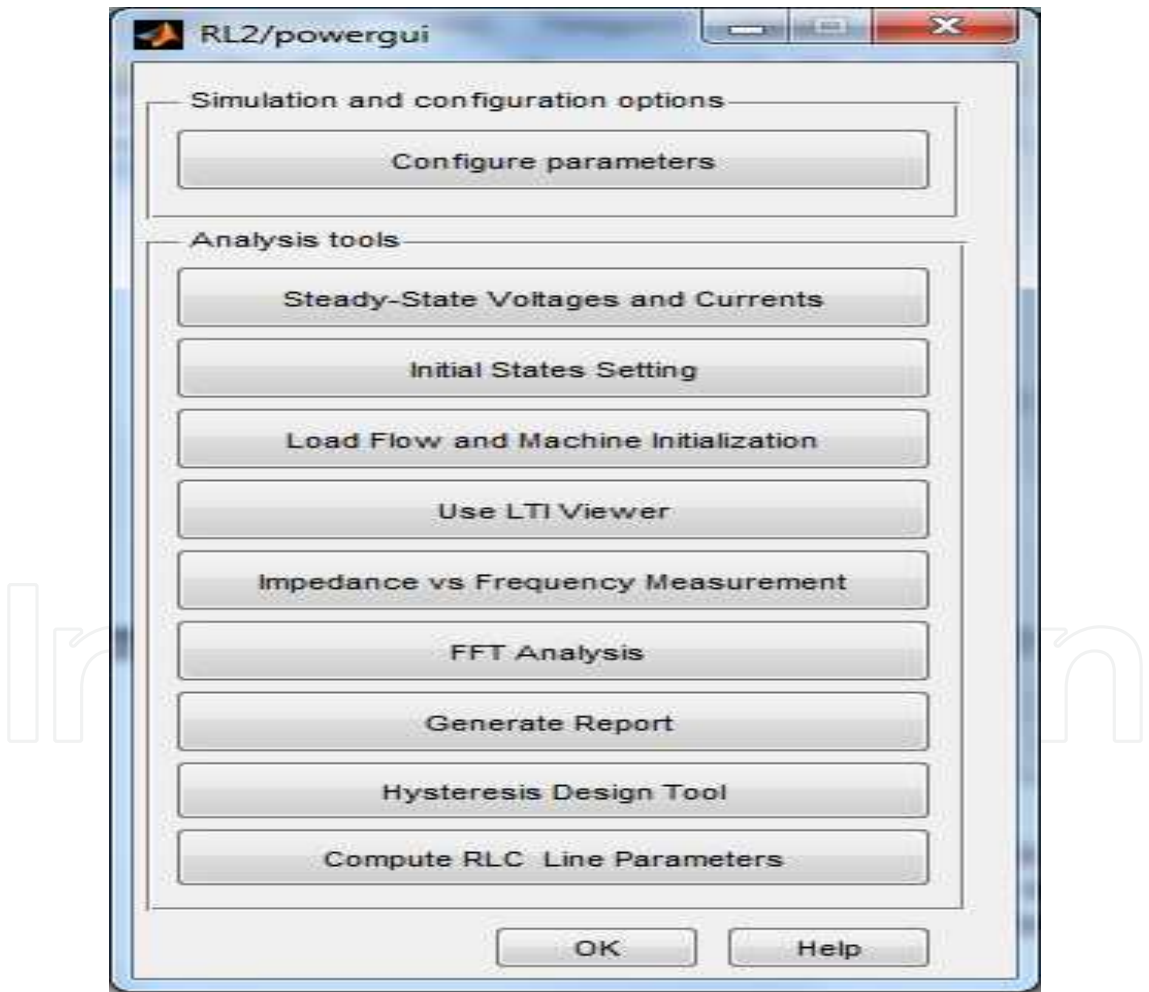 RL2/powergui
Simulation and configuration options
Configure parameters
Analysis tools
Steady-State Voltages and Currents
Initial States Setting
Load Flow and Machine Initialization
Use LTI Viewer
Impedance vs Frequency Measurement
FFT Analysis
Generate Report
Hysteresis Design Tool
Compute RLC Line Parameters
OK
Help